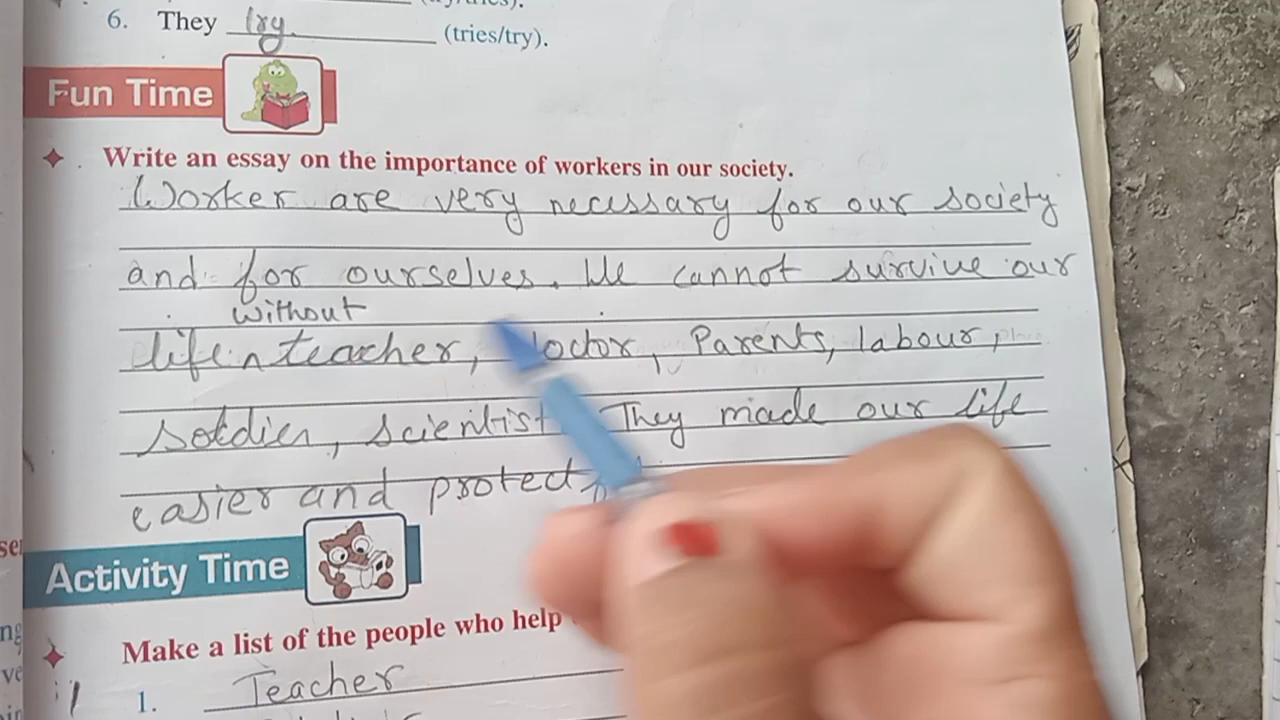 6. They try (tries/try).
Fun Time
Write an essay on the importance of workers in our society.
Worker are very necessary for our society
and for ourselves. We cannot survive our
without
life teacher, doctor, Parents, labour,
soldier, scientist They made our life
easier and protect
Activity Time
Make a list of the people who help
1. Teacher